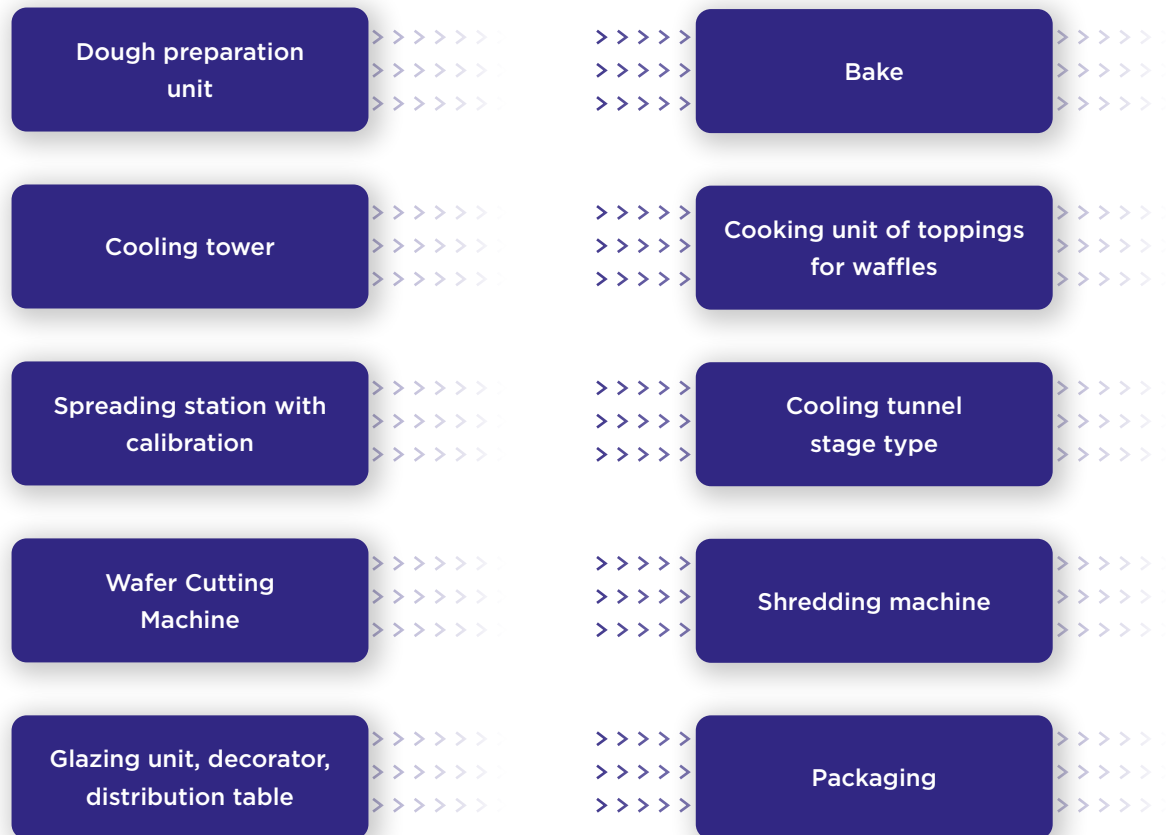 Dough preparation
unit
Bake
Cooling tower
Cooking unit of toppings
for waffles
Spreading station with
calibration
Cooling tunnel
stage type
Wafer Cutting
Machine
Shredding machine
Glazing unit, decorator,
distribution table
Packaging